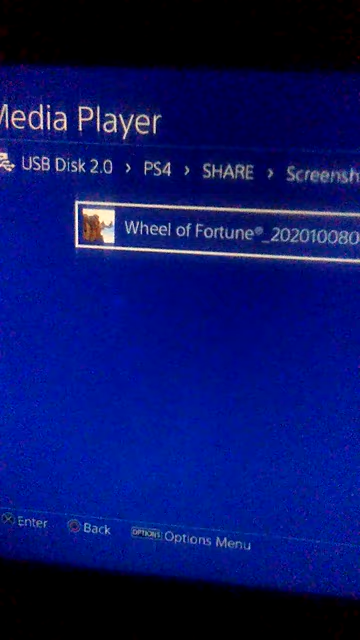 Media Player
USB Disk 2.0 › PS4 › SHARE › Screensh
Wheel of Fortune®_202010080
Enter Back OPTIONS Options Menu